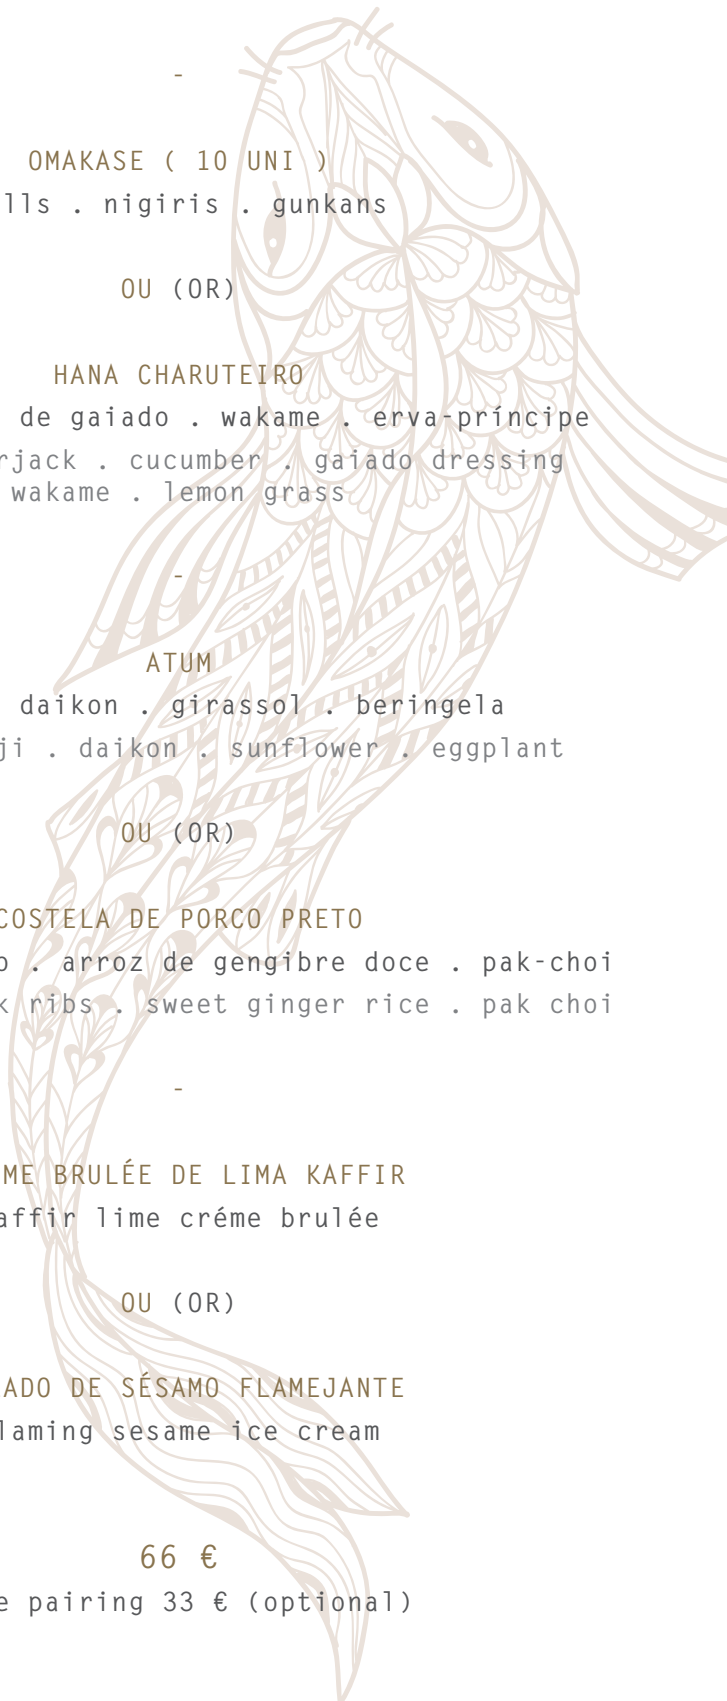 -
OMAKASE ( 10 UNI )
lls . nigiris . gunkans
OU (OR)
HANA CHARUTEIRO
de gaiado . wakame . erva-príncipe
rjack . cucumber . gaiado dressing
wakame . lemon grass
-
ATUM
daikon . girassol . beringela
ji . daikon . sunflower . eggplant
OU (OR)
COSTELA DE PORCO PRETO
o . arroz de gengibre doce . pak-choi
k ribs . sweet ginger rice . pak choi
-
ME BRULÉE DE LIMA KAFFIR
affir lime créme brulée
OU (OR)
ADO DE SÉSAMO FLAMEJANTE
laming sesame ice cream
66 €
e pairing 33 € (optional)